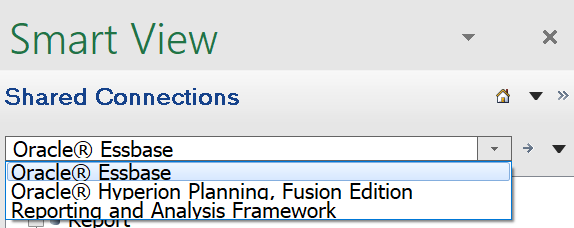 Smart View
Shared Connections
Oracle® Essbase
Oracle® Essbase
Oracle® Hyperion Planning, Fusion Edition
Reporting and Analysis Framework
Report